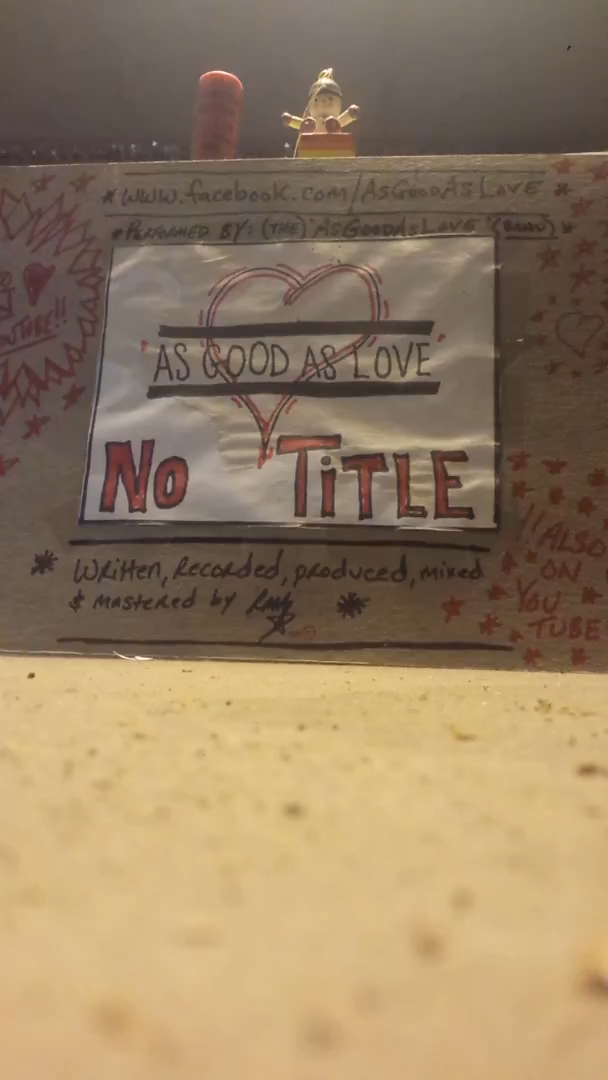 *www.facebook.com/AsGoodAsLove*
*PERFORMED BY: (THE) "ASGOODASLOVE" (BAND)*
"AS GOOD AS LOVE"
No TiTLE
* Written, Recorded, produced, mixed
& mastered by *
!! ALSO
ON
YOU
TUBE